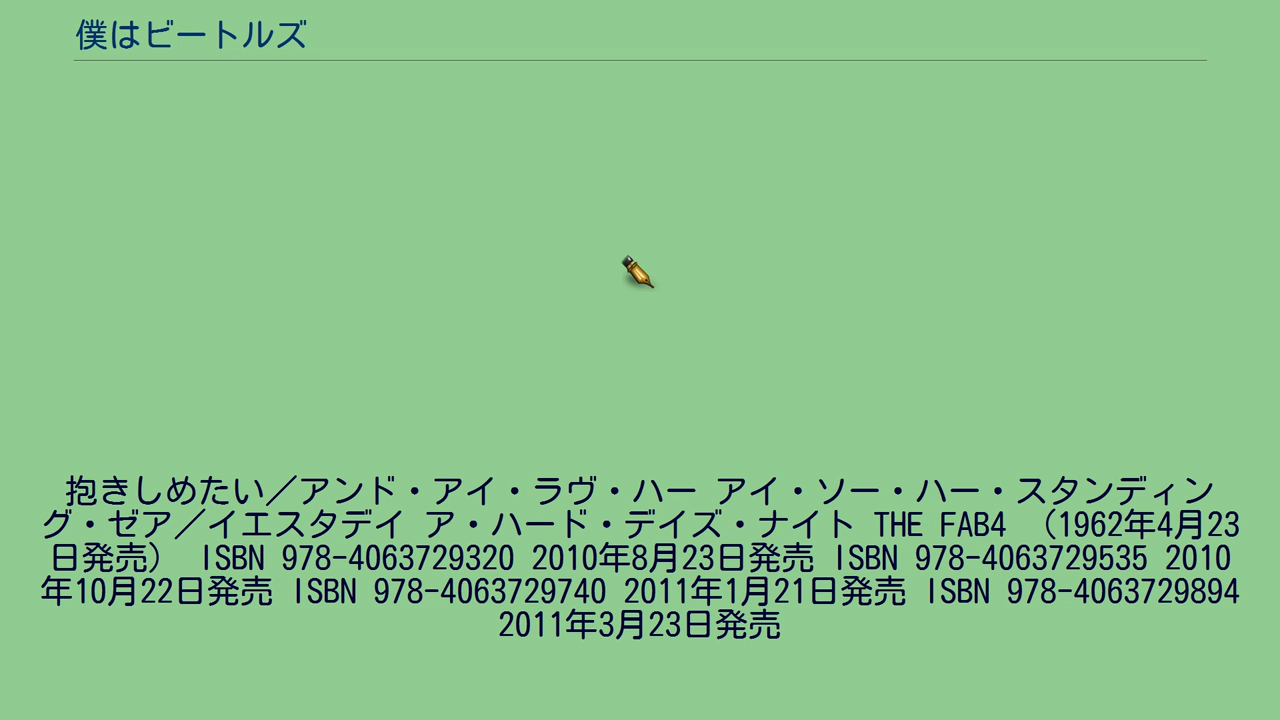 僕はビートルズ
抱きしめたい／アンド・アイ・ラヴ・ハー アイ・ソー・ハー・スタンディン
グ・ゼア／イエスタデイ ア・ハード・デイズ・ナイト THE FAB4 （1962年4月23
日発売） ISBN 978-4063729320 2010年8月23日発売 ISBN 978-4063729535 2010
年10月22日発売 ISBN 978-4063729740 2011年1月21日発売 ISBN 978-4063729894
2011年3月23日発売